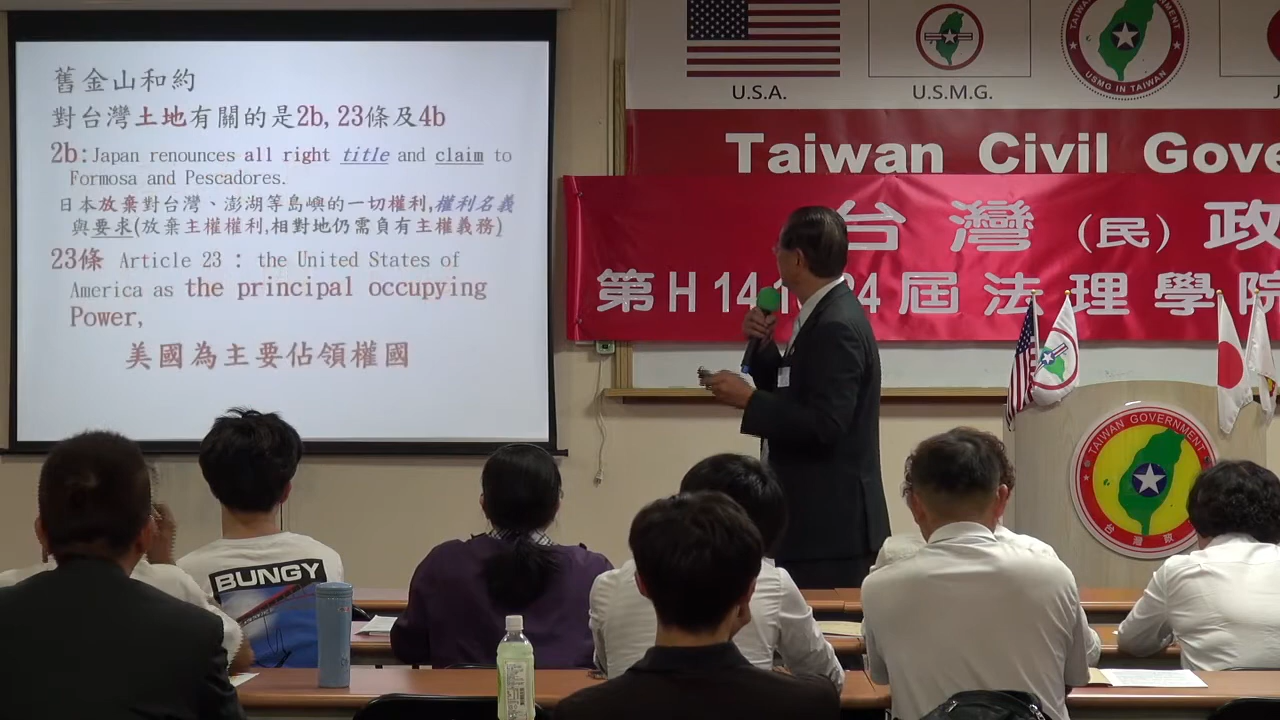 舊金山和約
對台灣土地有關的是2b, 23條及4b
2b:Japan renounces all right title and claim to
Formosa and Pescadores.
日本放棄對台灣、澎湖等島嶼的一切權利,權利名義
與要求(放棄主權權利,相對地仍需負有主權義務)
23條 Article 23 : the United States of
America as the principal occupying
Power,
美國為主要佔領權國
U.S.A.
U.S.M.G.
USMG IN TAIWAN
Taiwan Civil Gove
台灣(民)政
第H 14 24屆法理學院
TAIWAN GOVERNMENT
台灣政
BUNGY